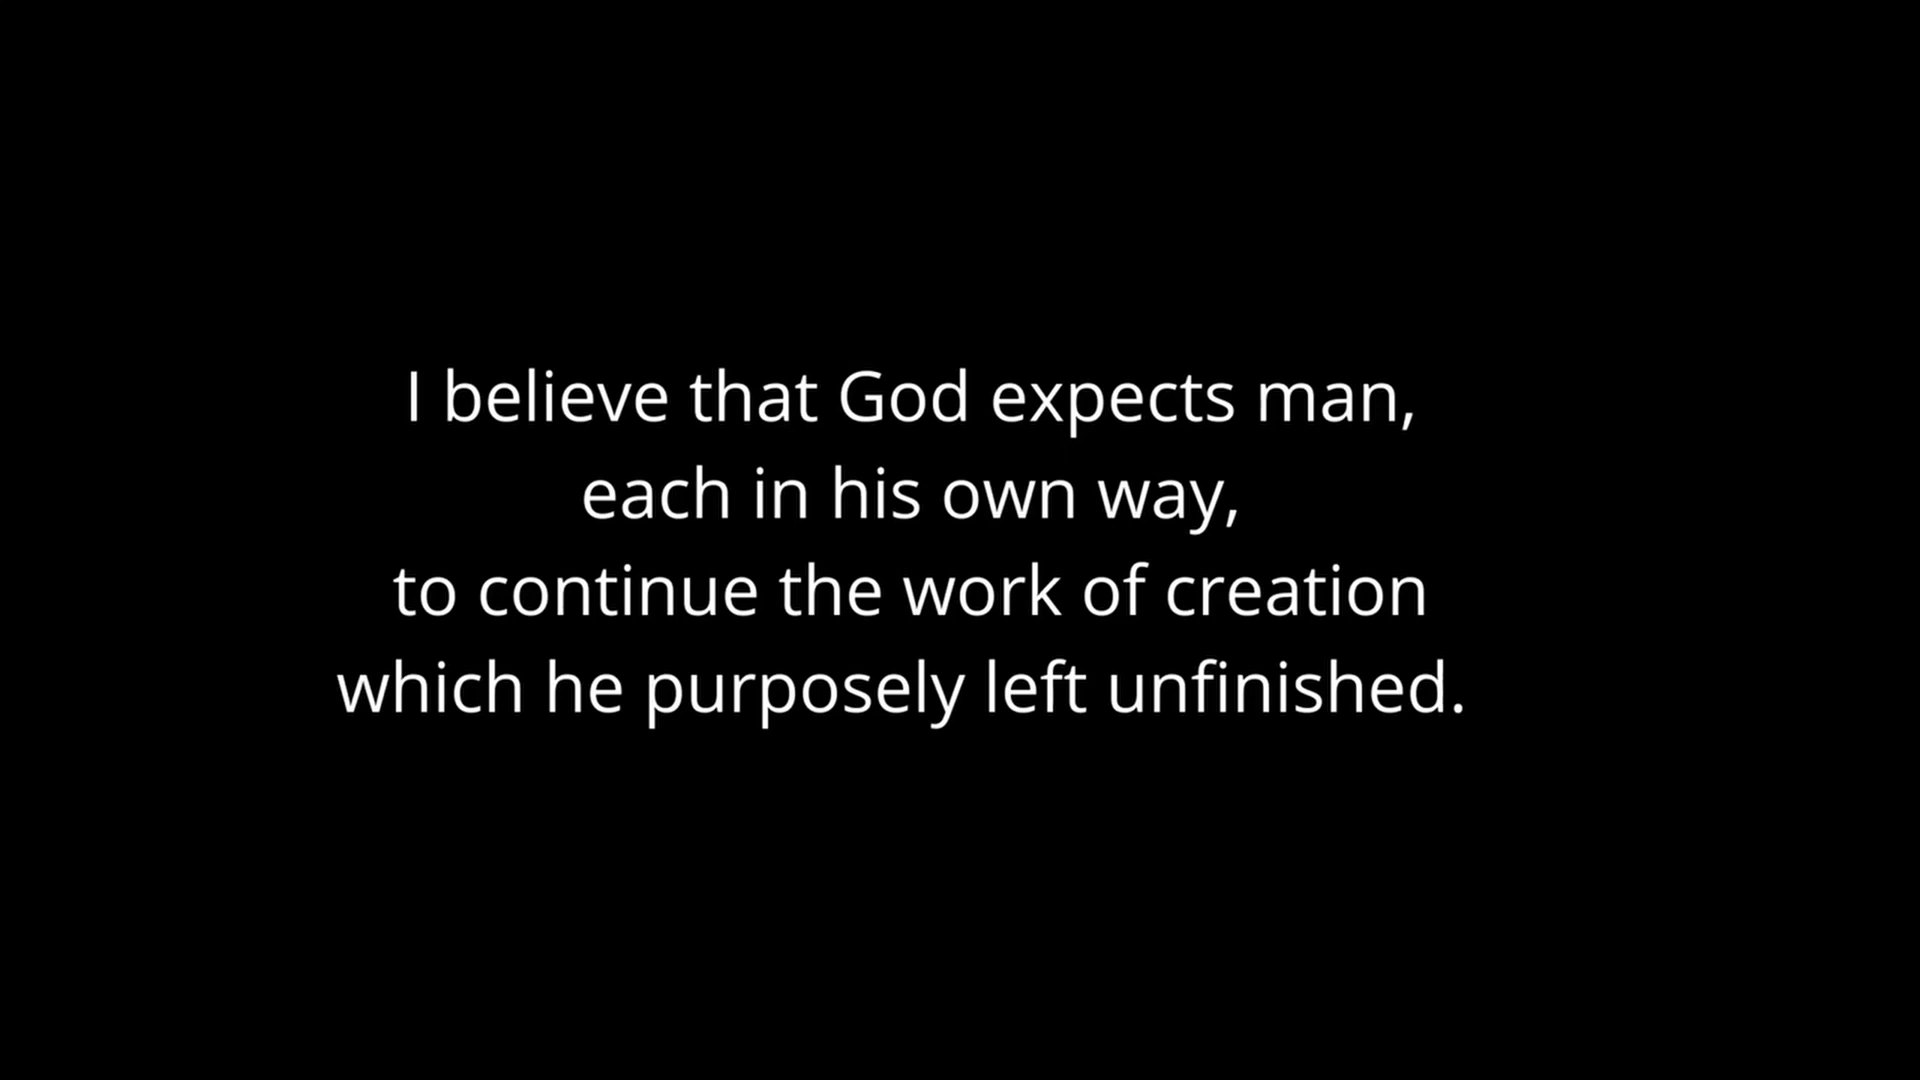 I believe that God expects man,
each in his own way,
to continue the work of creation
which he purposely left unfinished.